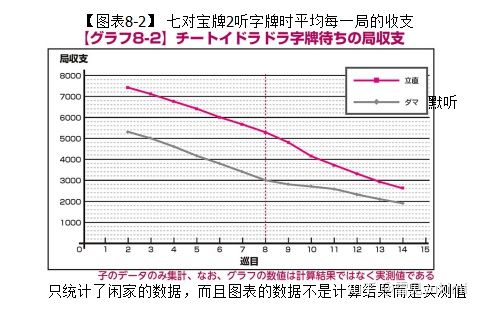 【图表8-2】 七对宝牌2听字牌时平均每一局的收支
【グラフ8-2】チートイドラドラ字牌待ちの局収支
局収支
8000
7000
6000
5000
4000
3000
2000
1000
立直
ダマ
默听
0 1 2 3 4 5 6 7 8 9 10 11 12 13 14 15
巡目
子のデータのみ集計、なお、グラフの数値は計算結果ではなく実測値である
只统计了闲家的数据，而且图表的数据不是计算结果而是实测值